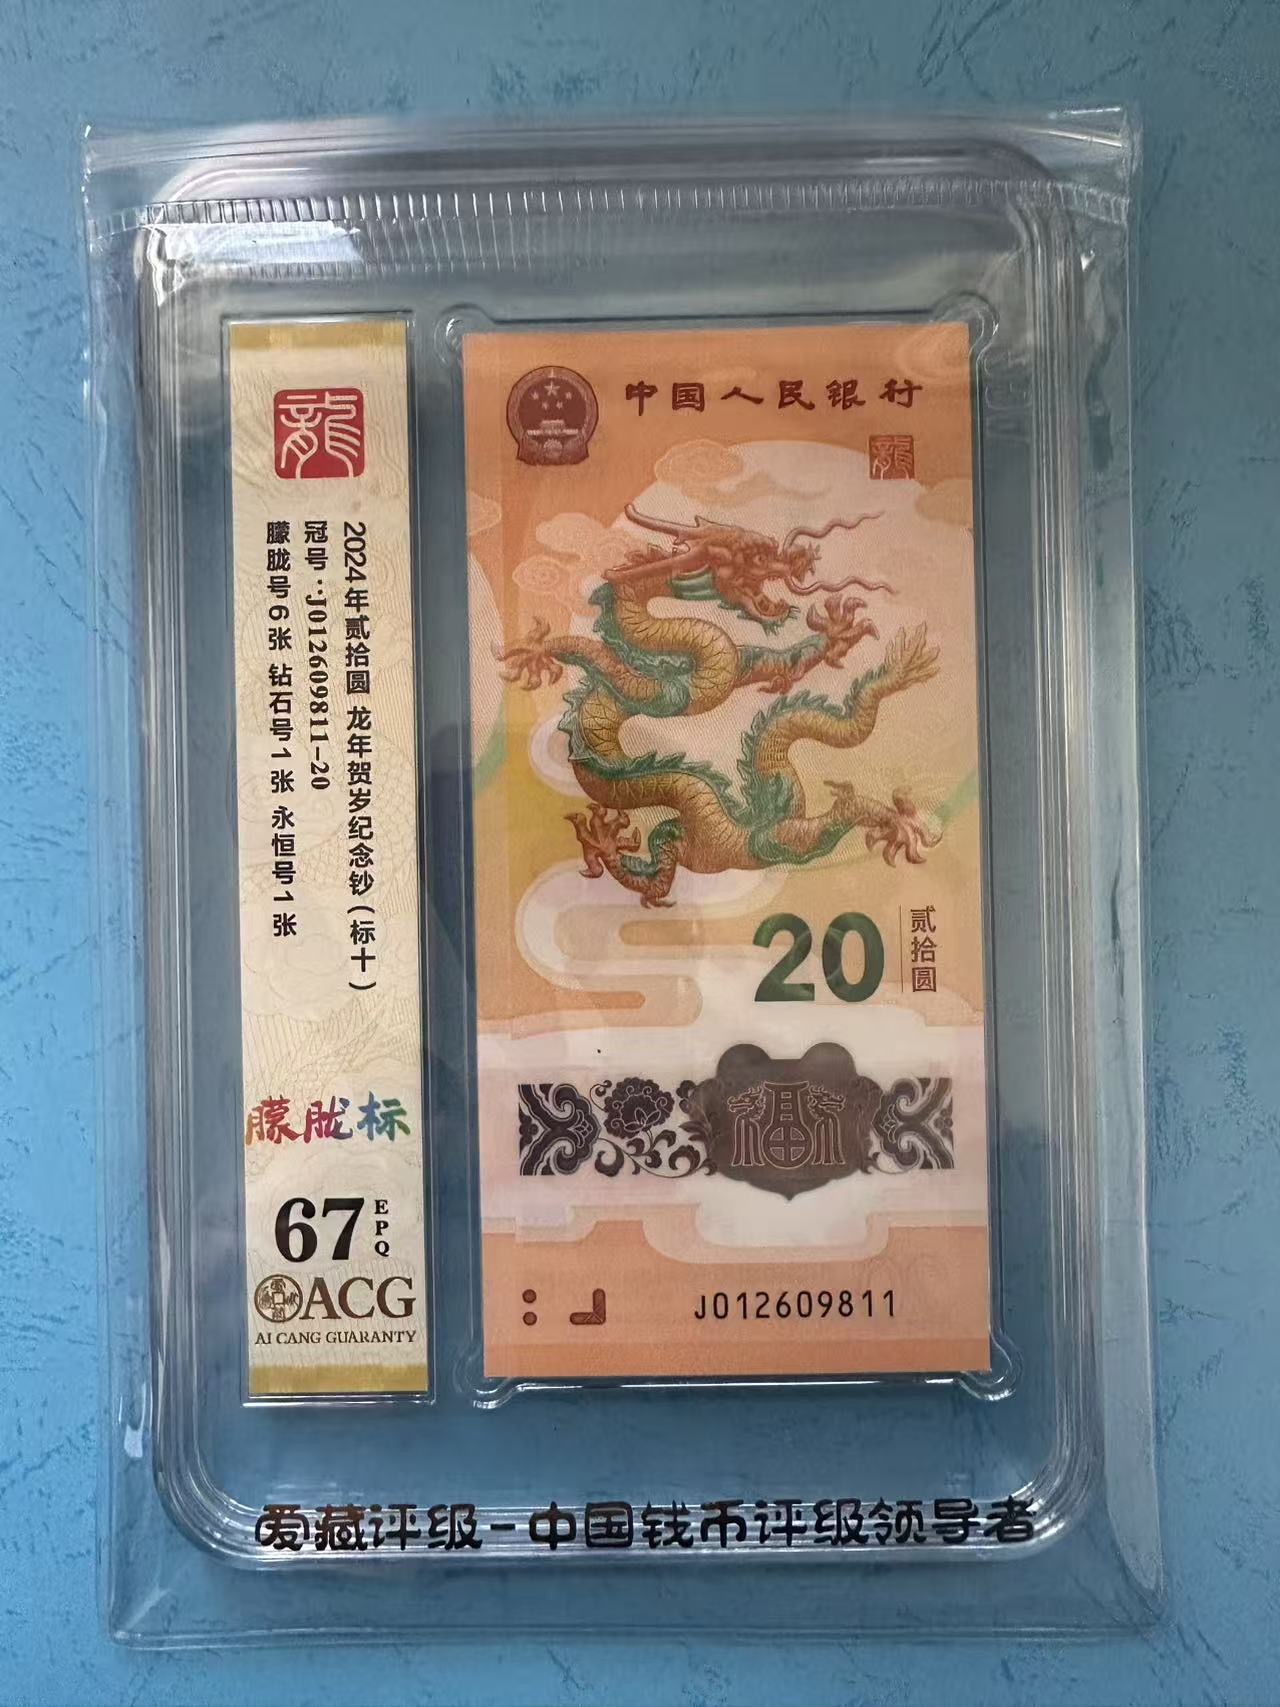 龍
2024年贰拾圆 龙年贺岁纪念钞（标十）
冠号：J012609811-20
朦胧号6张 钻石号1张 永恒号1张
朦胧标
67
EPQ
ACG
AI CANG GUARANTY
中国人民银行
龍
20
贰拾圆
福
J012609811
爱藏评级-中国钱币评级领导者